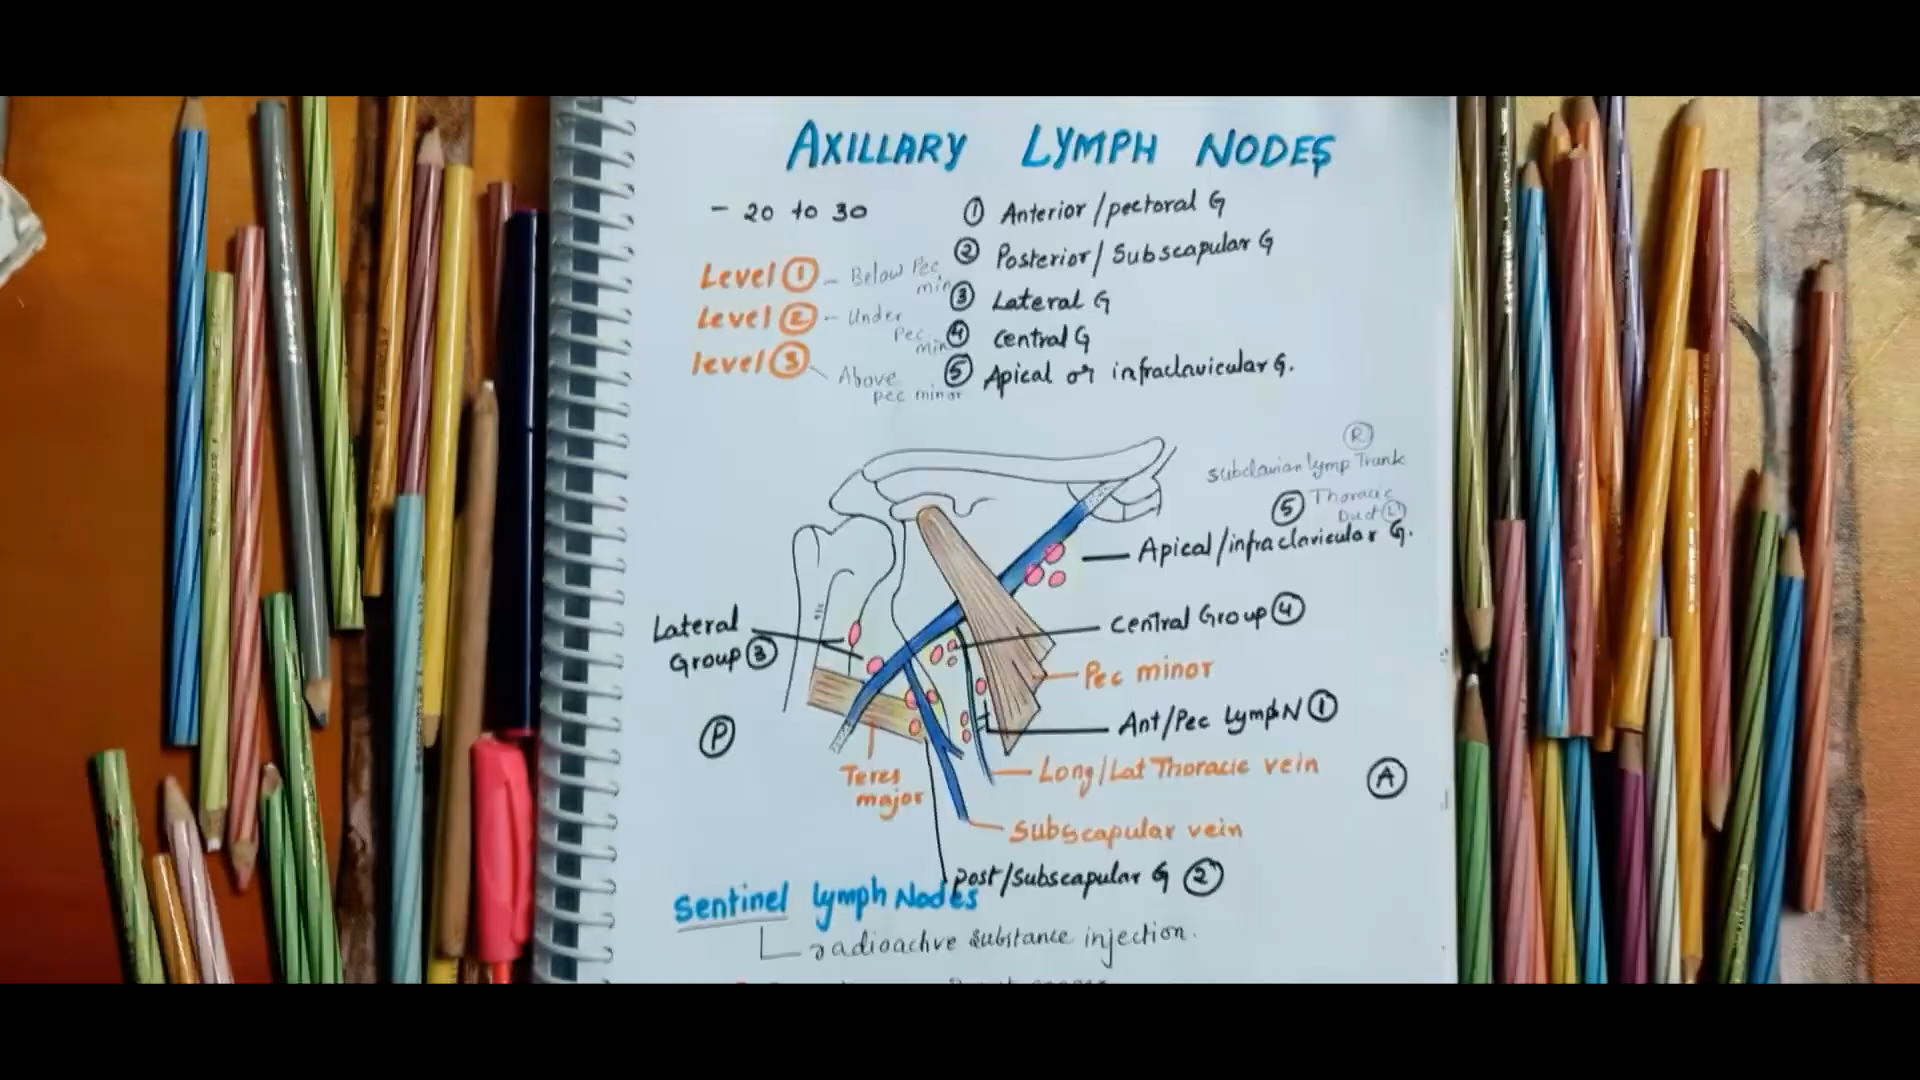 AXILLARY LYMPH NODES
- 20 to 30
Level ① - Below Pec min
Level ② - Under Pec min
level ③ Above pec minor
① Anterior/pectoral G
② Posterior/Subscapular G
③ Lateral G
④ Central G
⑤ Apical or infraclavicular G.
Ⓡ
subclavian lymp Trunk
⑤ Thoracic
Duct
Apical/infraclavicular G.
Lateral
Group ③
Central Group ④
Pec minor
Ant/Pec Lymph N ①
Ⓟ
Teres
major
Long/Lat Thoracic vein
Ⓐ
Subscapular vein
Post/Subscapular G ②
Sentinel lymph Nodes
radioachve substance injection.